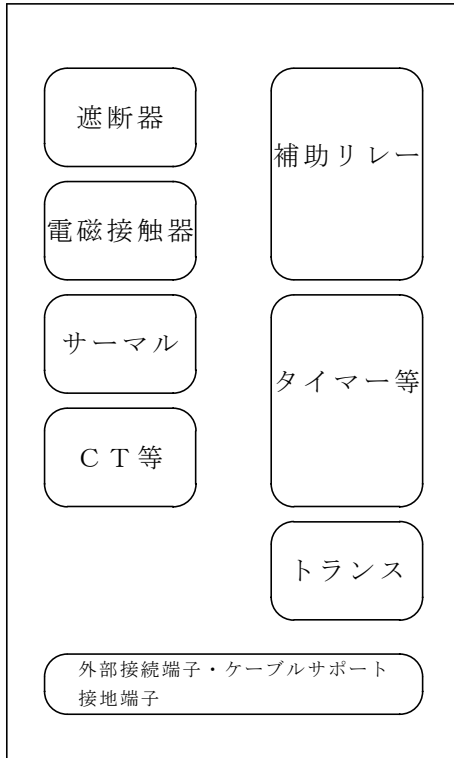 遮断器
電磁接触器
サーマル
ＣＴ等
補助リレー
タイマー等
トランス
外部接続端子・ケーブルサポート
接地端子